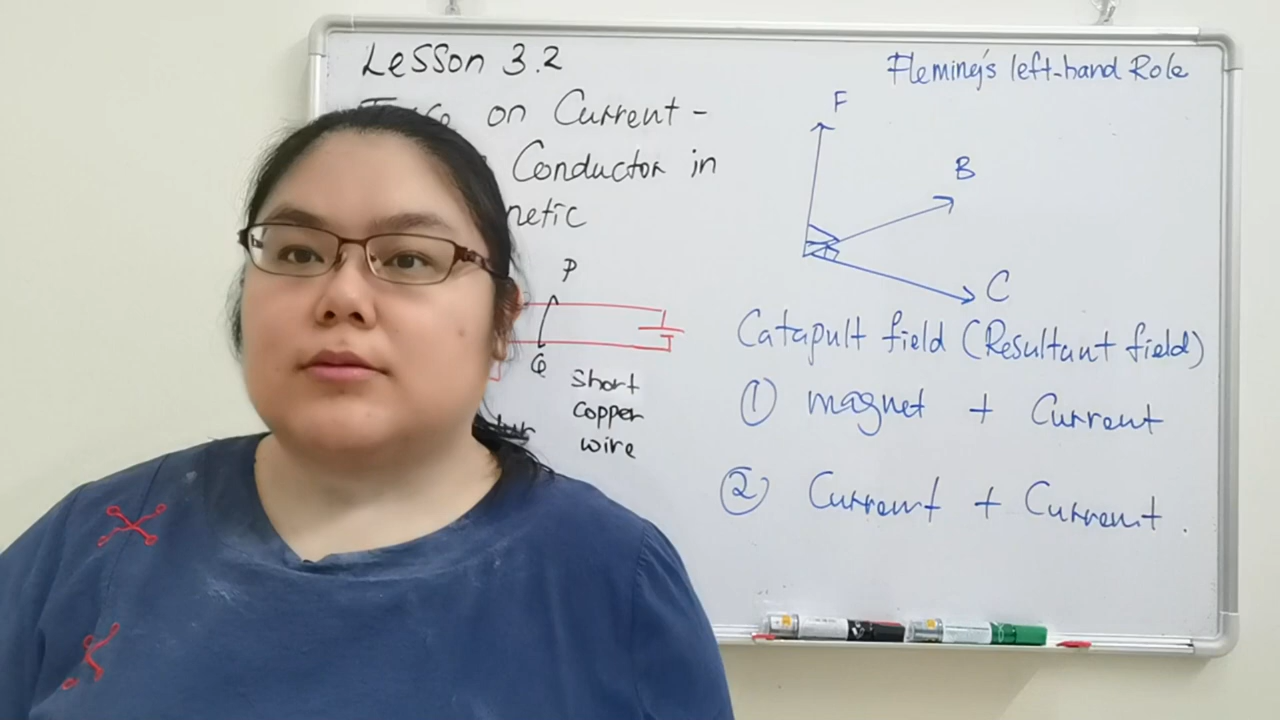 Lesson 3.2
on Current-
Conductor in
netic
P
Q
short
copper
wire
Fleming's left-hand Role
F
B
C
Catapult field (Resultant field)
① magnet + Current
② Current + Current.